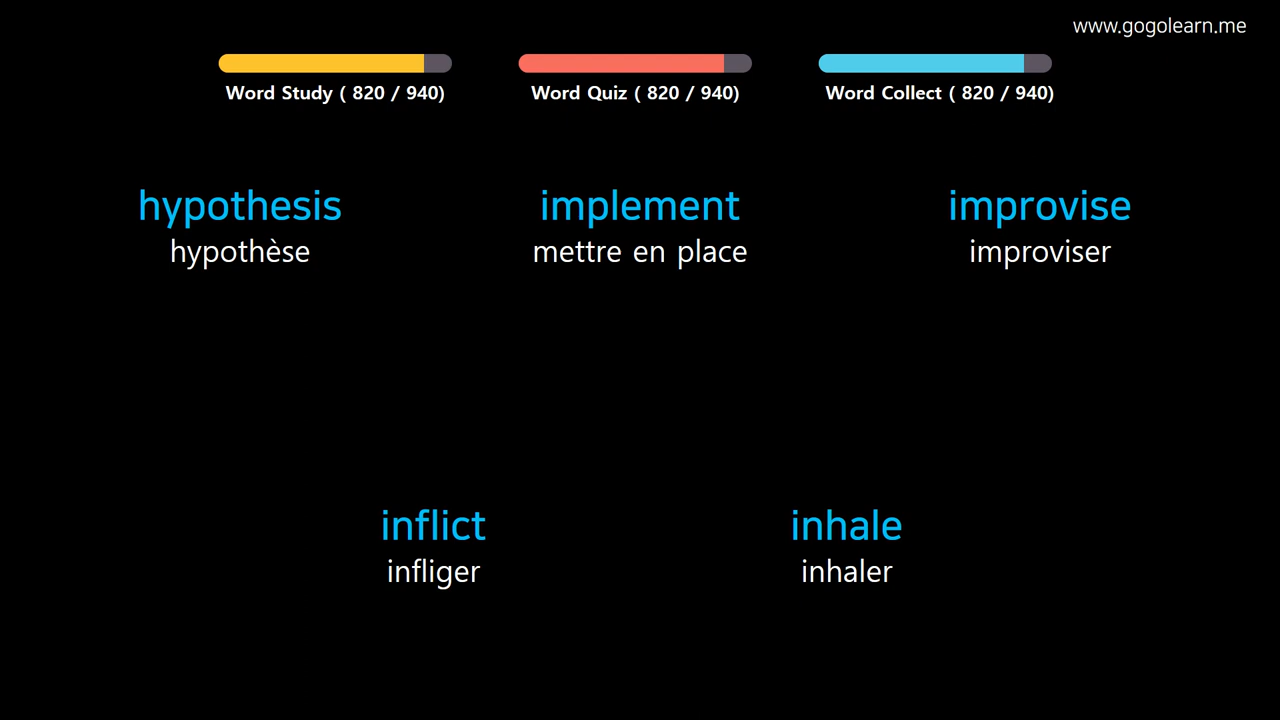 www.gogolearn.me
Word Study ( 820 / 940)
Word Quiz ( 820 / 940)
Word Collect ( 820 / 940)
hypothesis
hypothèse
implement
mettre en place
improvise
improviser
inflict
infliger
inhale
inhaler